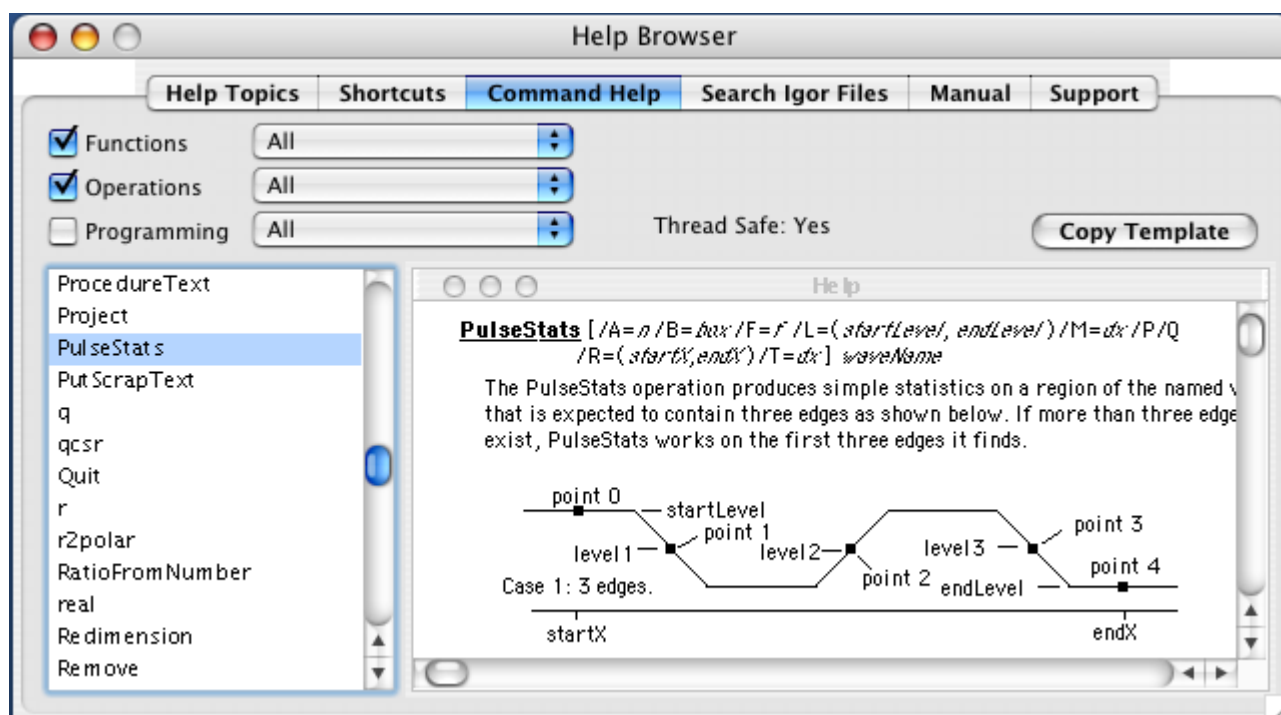 Help Browser
Help Topics Shortcuts Command Help Search Igor Files Manual Support
Functions All
Operations All
Programming All Thread Safe: Yes Copy Template
ProcedureText
Project
PulseStats
PutScrapText
q
qcsr
Quit
r
r2polar
RatioFromNumber
real
Redimension
Remove
Help
PulseStats [/A=n/B=box/F=f /L=(startLevel, endLevel)/M=dx/P/Q
/R=(startX,endX)/T=dx] waveName
The PulseStats operation produces simple statistics on a region of the named
that is expected to contain three edges as shown below. If more than three edge
exist, PulseStats works on the first three edges it finds.
point 0
startLevel
point 1
level1
level2
point 2
level3
point 3
point 4
endLevel
Case 1: 3 edges.
startX
endX